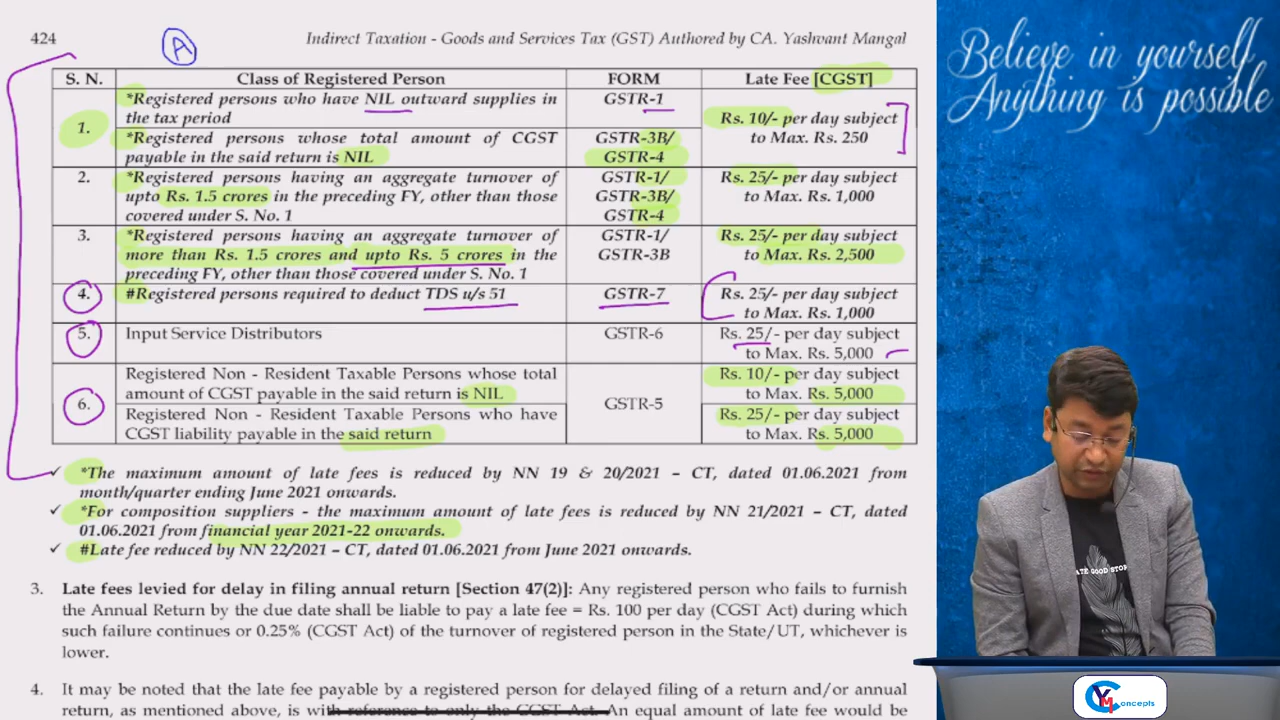 424
A
Indirect Taxation - Goods and Services Tax (GST) Authored by CA. Yashvant Mangal
S. N. Class of Registered Person FORM Late Fee [CGST]
1.
*Registered persons who have NIL outward supplies in
the tax period
GSTR-1
*Registered persons whose total amount of CGST
payable in the said return is NIL
GSTR-3B/
GSTR-4
Rs. 10/- per day subject
to Max. Rs. 250
2.
*Registered persons having an aggregate turnover of
upto Rs. 1.5 crores in the preceding FY, other than those
covered under S. No. 1
GSTR-1/
GSTR-3B/
GSTR-4
Rs. 25/- per day subject
to Max. Rs. 1,000
3.
*Registered persons having an aggregate turnover of
more than Rs. 1.5 crores and upto Rs. 5 crores in the
preceding FY, other than those covered under S. No. 1
GSTR-1/
GSTR-3B
Rs. 25/- per day subject
to Max. Rs. 2,500
4.
#Registered persons required to deduct TDS u/s 51
GSTR-7
Rs. 25/- per day subject
to Max. Rs. 1,000
5.
Input Service Distributors
GSTR-6
Rs. 25/- per day subject
to Max. Rs. 5,000
6.
Registered Non - Resident Taxable Persons whose total
amount of CGST payable in the said return is NIL
GSTR-5
Rs. 10/- per day subject
to Max. Rs. 5,000
Registered Non - Resident Taxable Persons who have
CGST liability payable in the said return
Rs. 25/- per day subject
to Max. Rs. 5,000
✓ *The maximum amount of late fees is reduced by NN 19 & 20/2021 – CT, dated 01.06.2021 from
month/quarter ending June 2021 onwards.
✓ *For composition suppliers - the maximum amount of late fees is reduced by NN 21/2021 – CT, dated
01.06.2021 from financial year 2021-22 onwards.
✓ #Late fee reduced by NN 22/2021 – CT, dated 01.06.2021 from June 2021 onwards.
3. Late fees levied for delay in filing annual return [Section 47(2)]: Any registered person who fails to furnish
the Annual Return by the due date shall be liable to pay a late fee = Rs. 100 per day (CGST Act) during which
such failure continues or 0.25% (CGST Act) of the turnover of registered person in the State/UT, whichever is
lower.
4. It may be noted that the late fee payable by a registered person for delayed filing of a return and/or annual
return, as mentioned above, is with reference to only the CGST Act. An equal amount of late fee would be
Believe in yourself
Anything is possible
YM Concepts